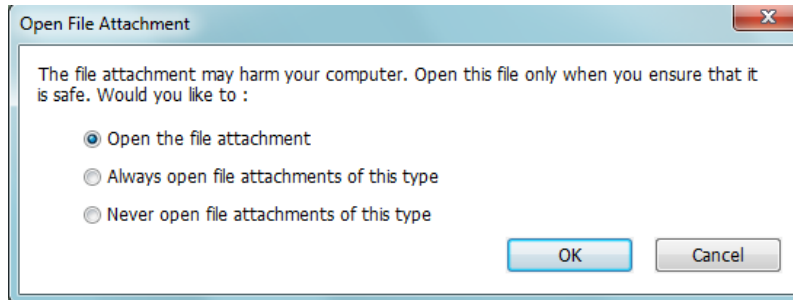 Open File Attachment
The file attachment may harm your computer. Open this file only when you ensure that it
is safe. Would you like to :
Open the file attachment
Always open file attachments of this type
Never open file attachments of this type
OK Cancel